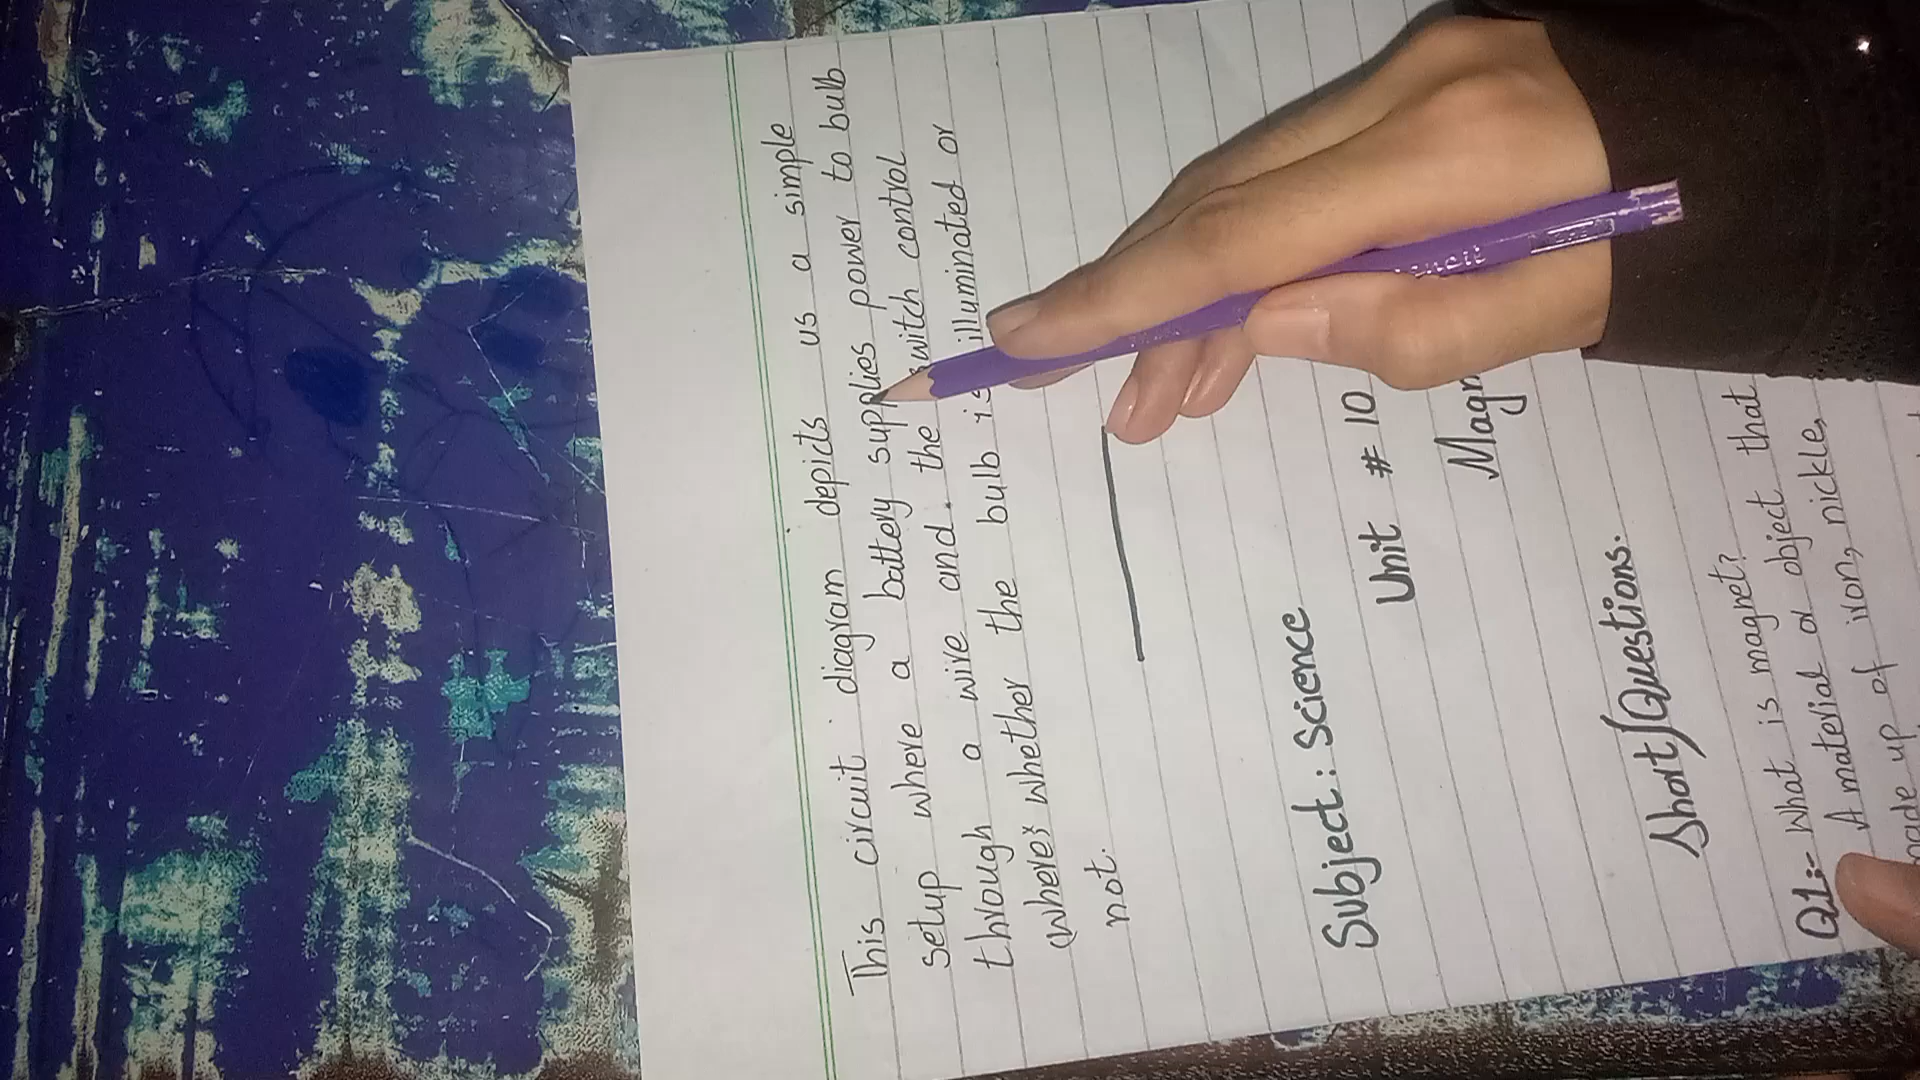 This circuit diagram depicts us a simple
setup where a battery supplies power to bulb
through a wire and the switch control
(where; whether the bulb is illuminated or
not.
Subject: Science
Unit # 10
Magn
Short Questions.
Q1:- What is magnet?
A material or object that
made up of iron, nickle,